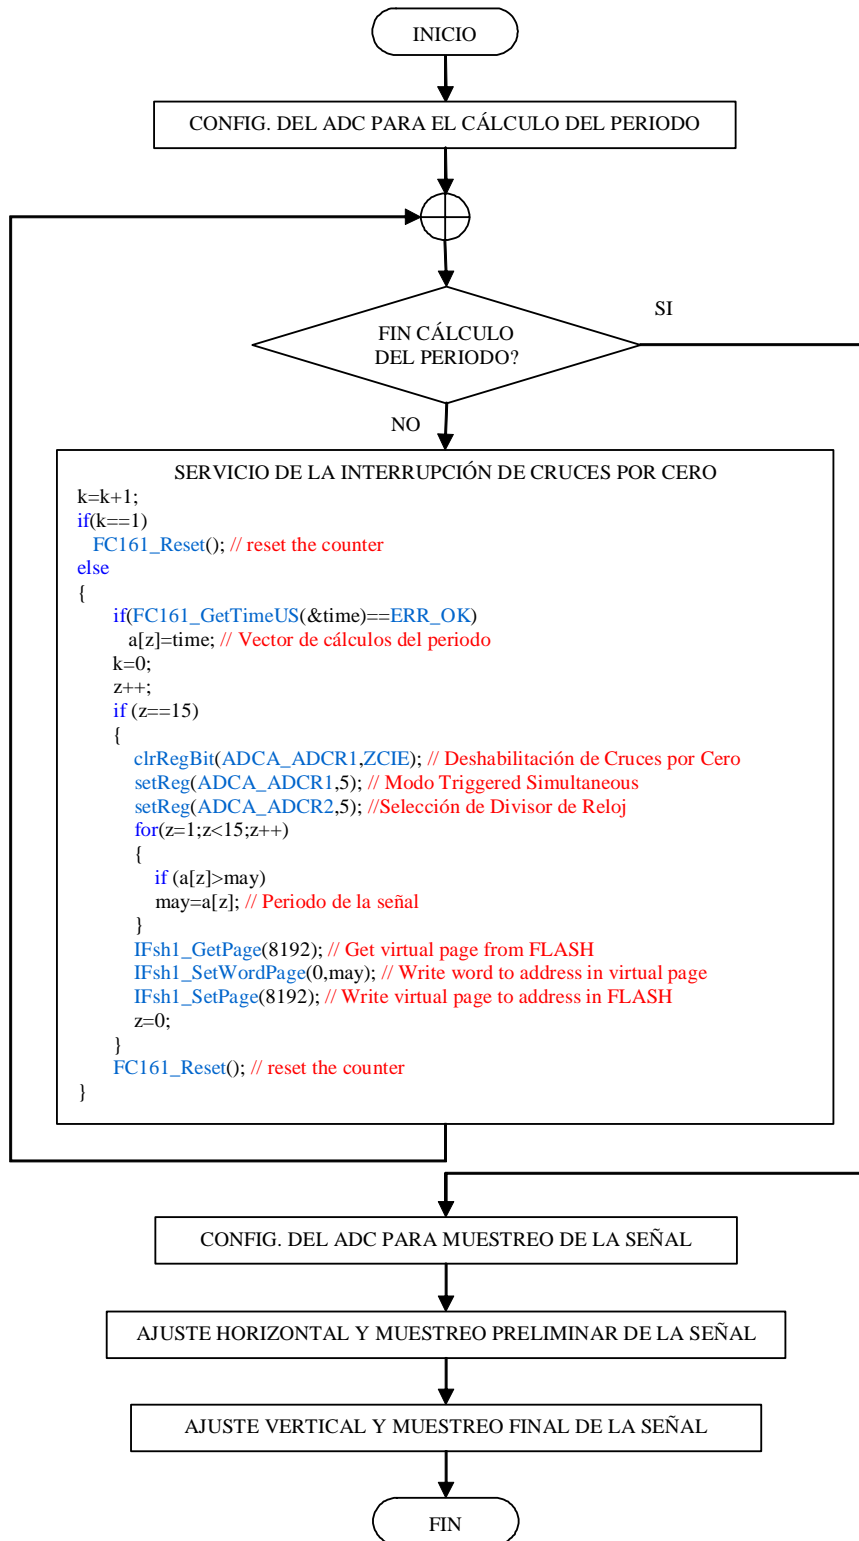 INICIO
CONFIG. DEL ADC PARA EL CÁLCULO DEL PERIODO
SI
FIN CÁLCULO
DEL PERIODO?
NO
SERVICIO DE LA INTERRUPCIÓN DE CRUCES POR CERO
k=k+1;
if(k==1)
FC161_Reset(); // reset the counter
else
{
if(FC161_GetTimeUS(&time)==ERR_OK)
a[z]=time; // Vector de cálculos del periodo
k=0;
z++;
if (z==15)
{
clrRegBit(ADCA_ADCR1,ZCIE); // Deshabilitación de Cruces por Cero
setReg(ADCA_ADCR1,5); // Modo Triggered Simultaneous
setReg(ADCA_ADCR2,5); //Selección de Divisor de Reloj
for(z=1;z<15;z++)
{
if (a[z]>may)
may=a[z]; // Periodo de la señal
}
IFsh1_GetPage(8192); // Get virtual page from FLASH
IFsh1_SetWordPage(0,may); // Write word to address in virtual page
IFsh1_SetPage(8192); // Write virtual page to address in FLASH
z=0;
}
FC161_Reset(); // reset the counter
}
CONFIG. DEL ADC PARA MUESTREO DE LA SEÑAL
AJUSTE HORIZONTAL Y MUESTREO PRELIMINAR DE LA SEÑAL
AJUSTE VERTICAL Y MUESTREO FINAL DE LA SEÑAL
FIN